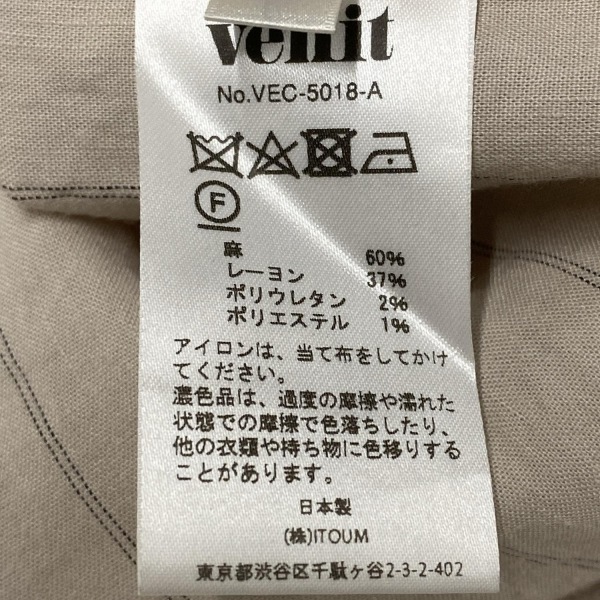 vemit
No.VEC-5018-A
F
麻 60%
レーヨン 37%
ポリウレタン 2%
ポリエステル 1%
アイロンは、当て布をしてかけ
てください。
濃色品は、過度の摩擦や濡れた
状態での摩擦で色落ちしたり、
他の衣類や持ち物に色移りする
ことがあります。
日本製
(株)ITOUM
東京都渋谷区千駄ヶ谷2-3-2-402